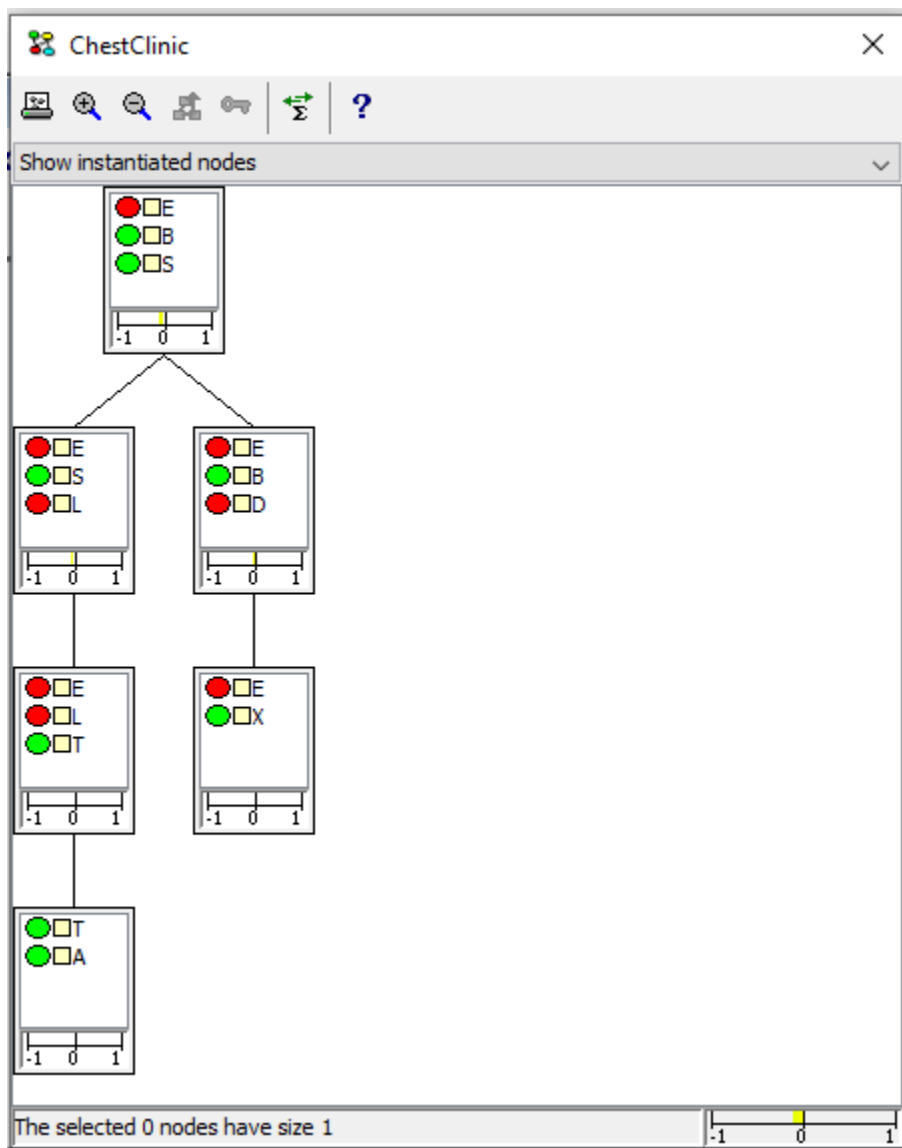 ChestClinic
Σ ?
Show instantiated nodes
E
B
S
-1 0 1
E
S
L
-1 0 1
E
B
D
-1 0 1
E
L
T
-1 0 1
E
X
-1 0 1
T
A
-1 0 1
The selected 0 nodes have size 1
-1 0 1